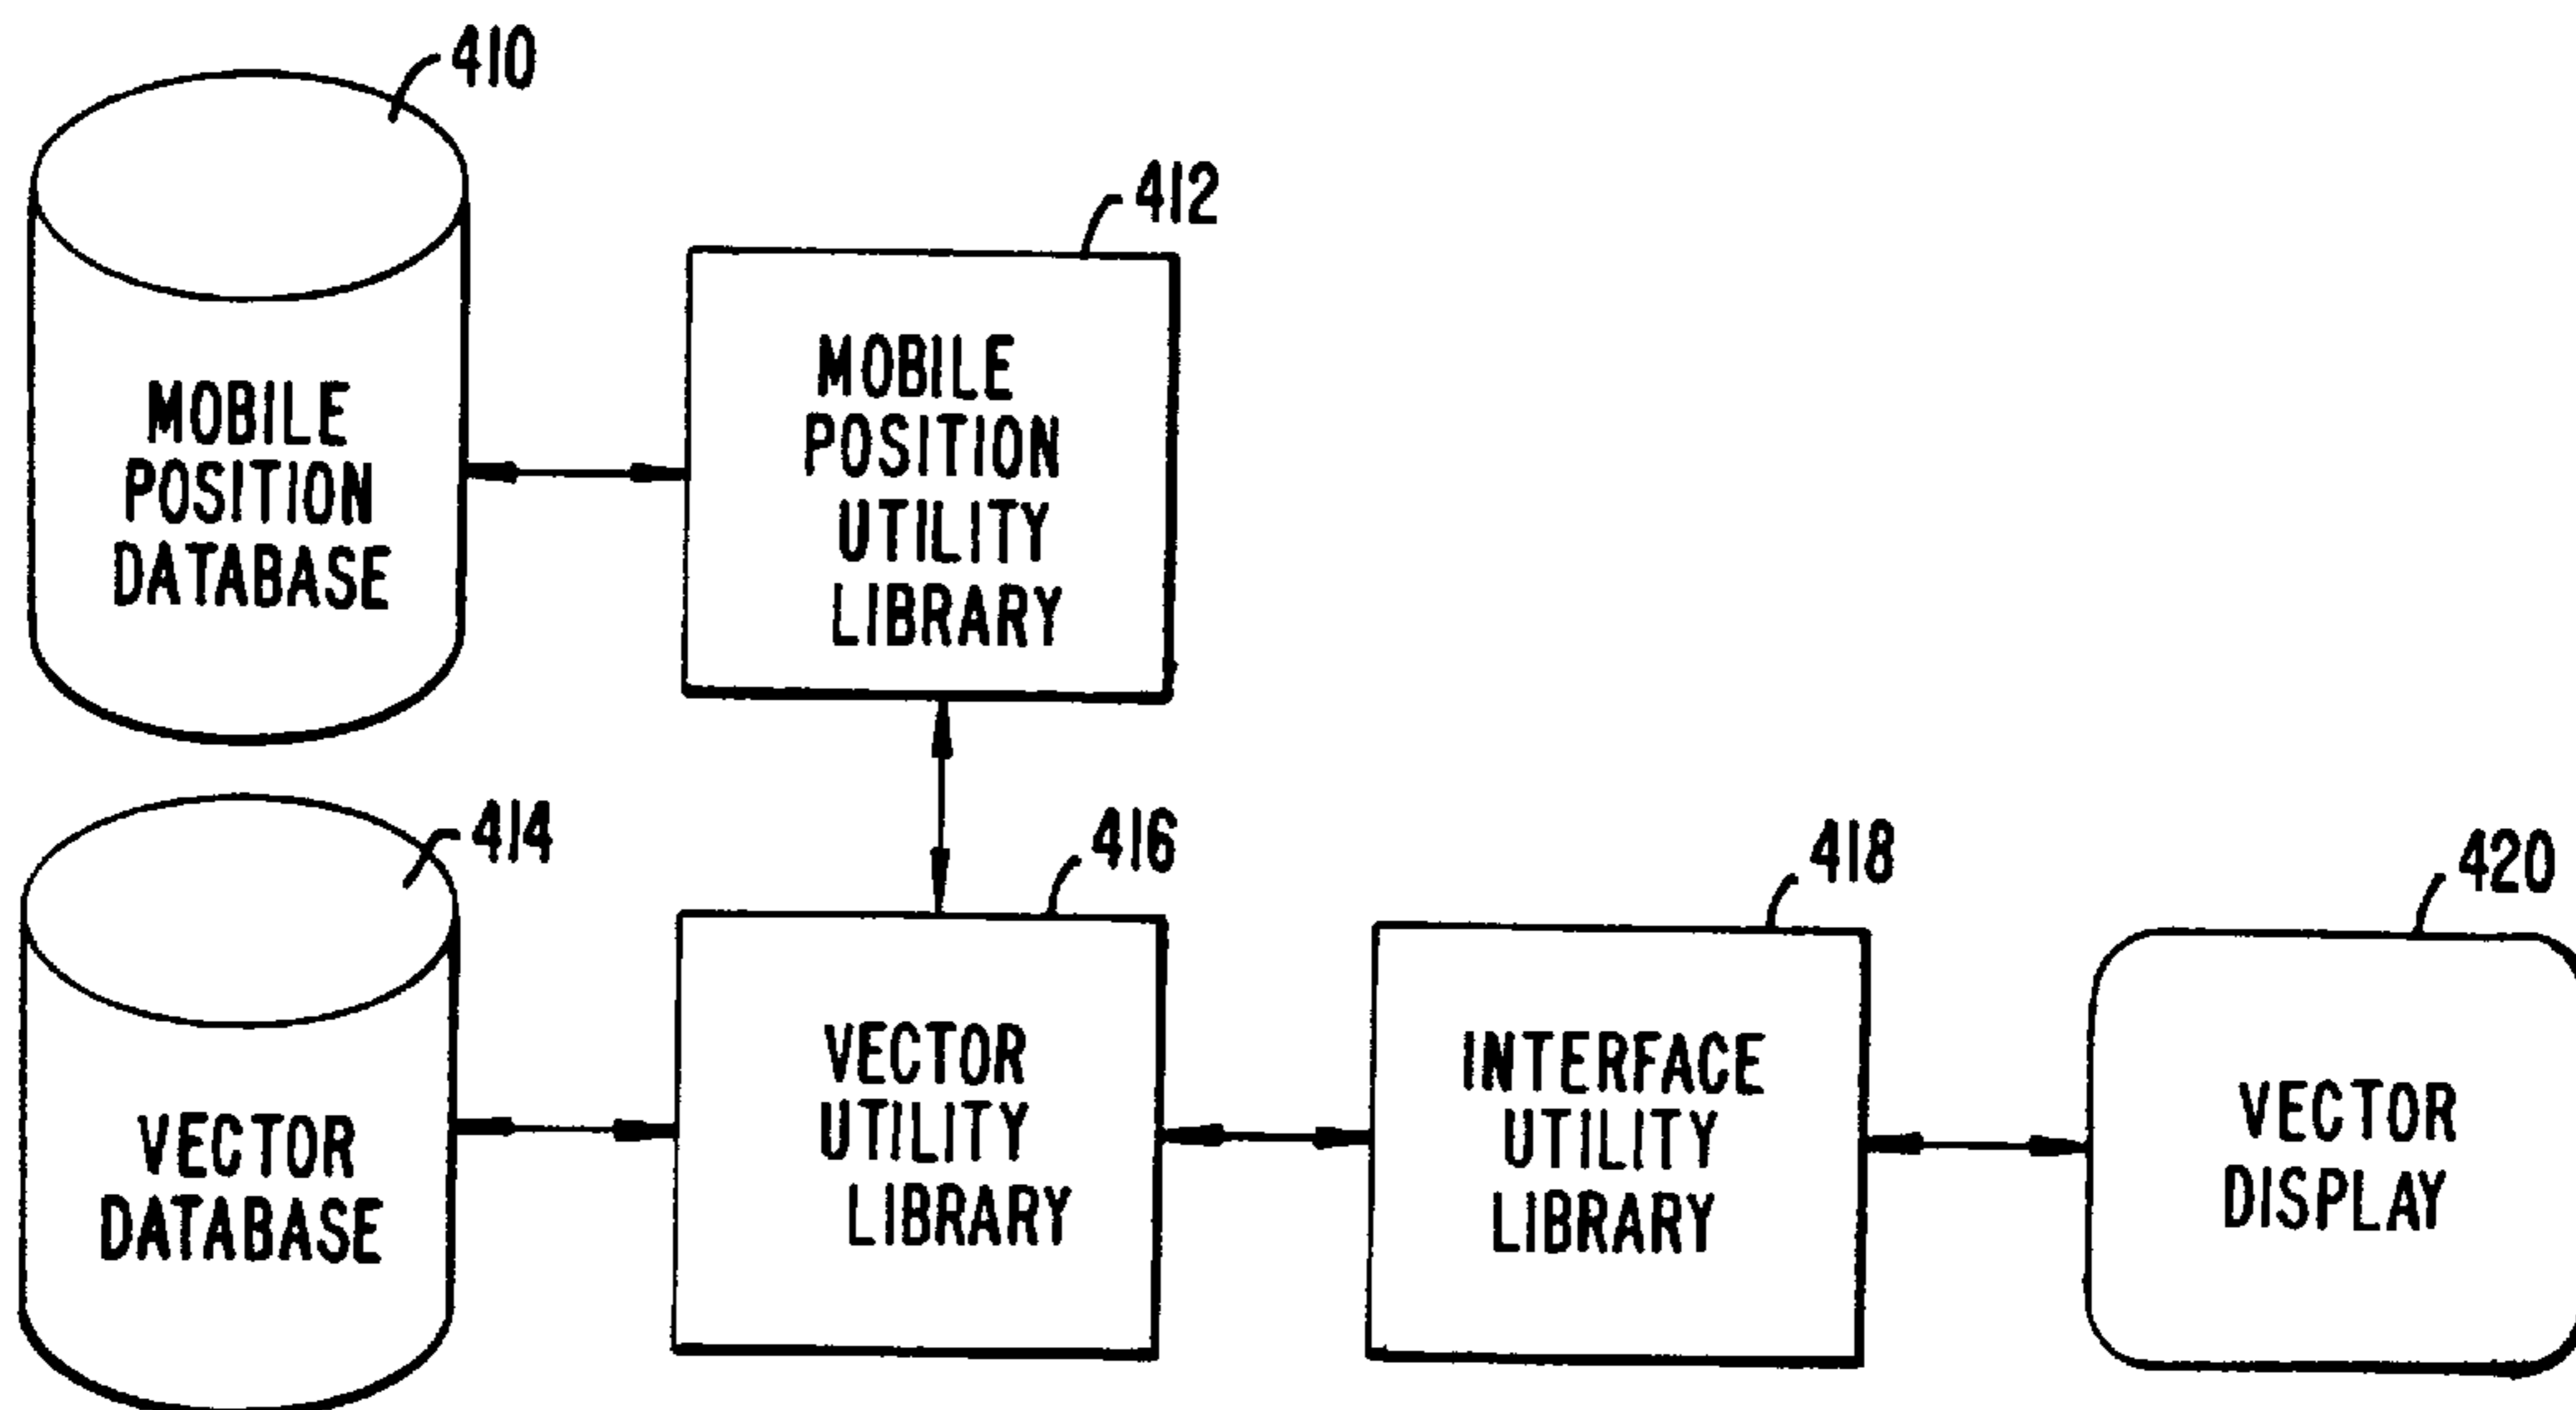 410
MOBILE
POSITION
DATABASE
412
MOBILE
POSITION
UTILITY
LIBRARY
414
VECTOR
DATABASE
416
VECTOR
UTILITY
LIBRARY
418
INTERFACE
UTILITY
LIBRARY
420
VECTOR
DISPLAY